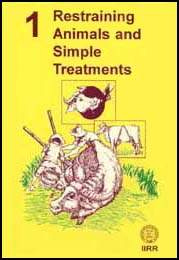 1 Restraining
Animals and
Simple
Treatments
IIRR